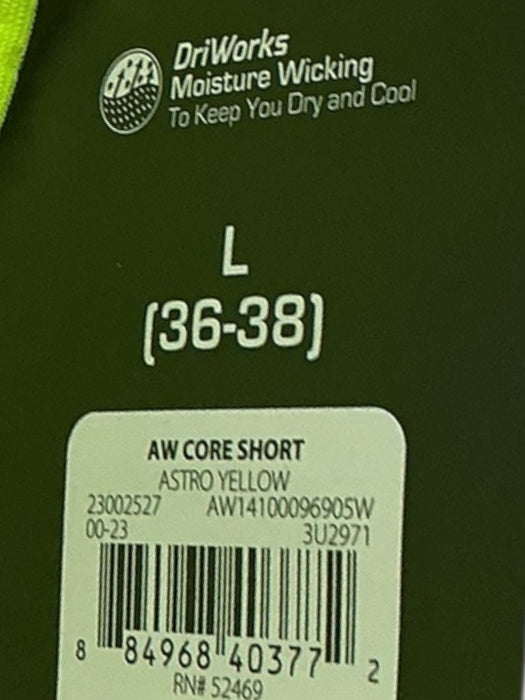 DriWorks
Moisture Wicking
To Keep You Dry and Cool
L
(36-38)
AW CORE SHORT
ASTRO YELLOW
23002527 AW14100096905W
00-23 3U2971
8 84968 40377 2
RN# 52469